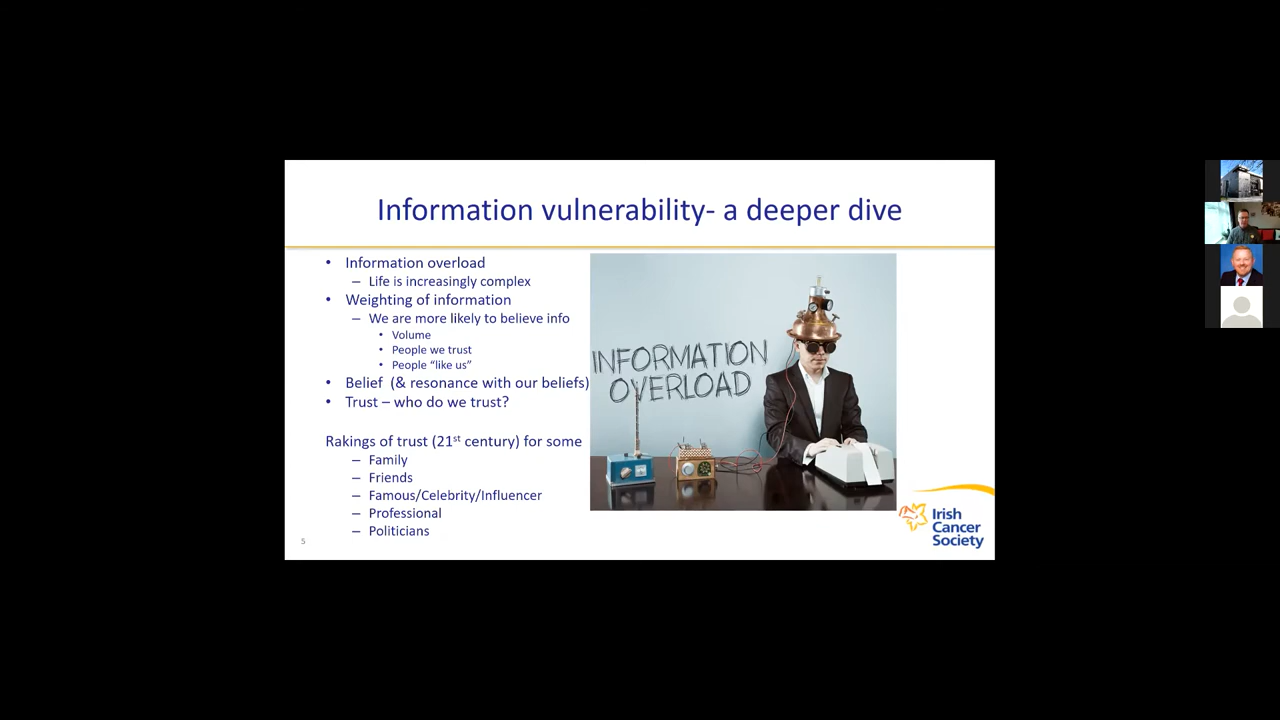 Information vulnerability- a deeper dive
• Information overload
– Life is increasingly complex
• Weighting of information
– We are more likely to believe info
• Volume
• People we trust
• People “like us”
• Belief (& resonance with our beliefs)
• Trust – who do we trust?
Rakings of trust (21st century) for some
– Family
– Friends
– Famous/Celebrity/Influencer
– Professional
– Politicians
5
INFORMATION
OVERLOAD
Irish
Cancer
Society